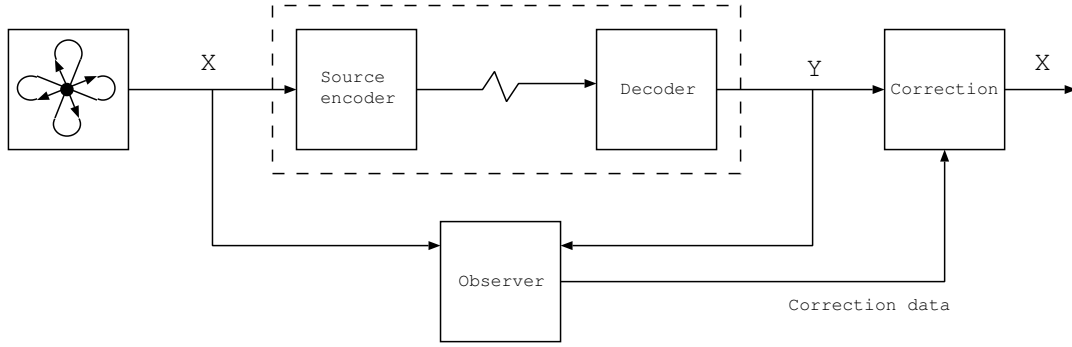 X
Source
encoder
Decoder
Y
Correction
X
Observer
Correction data